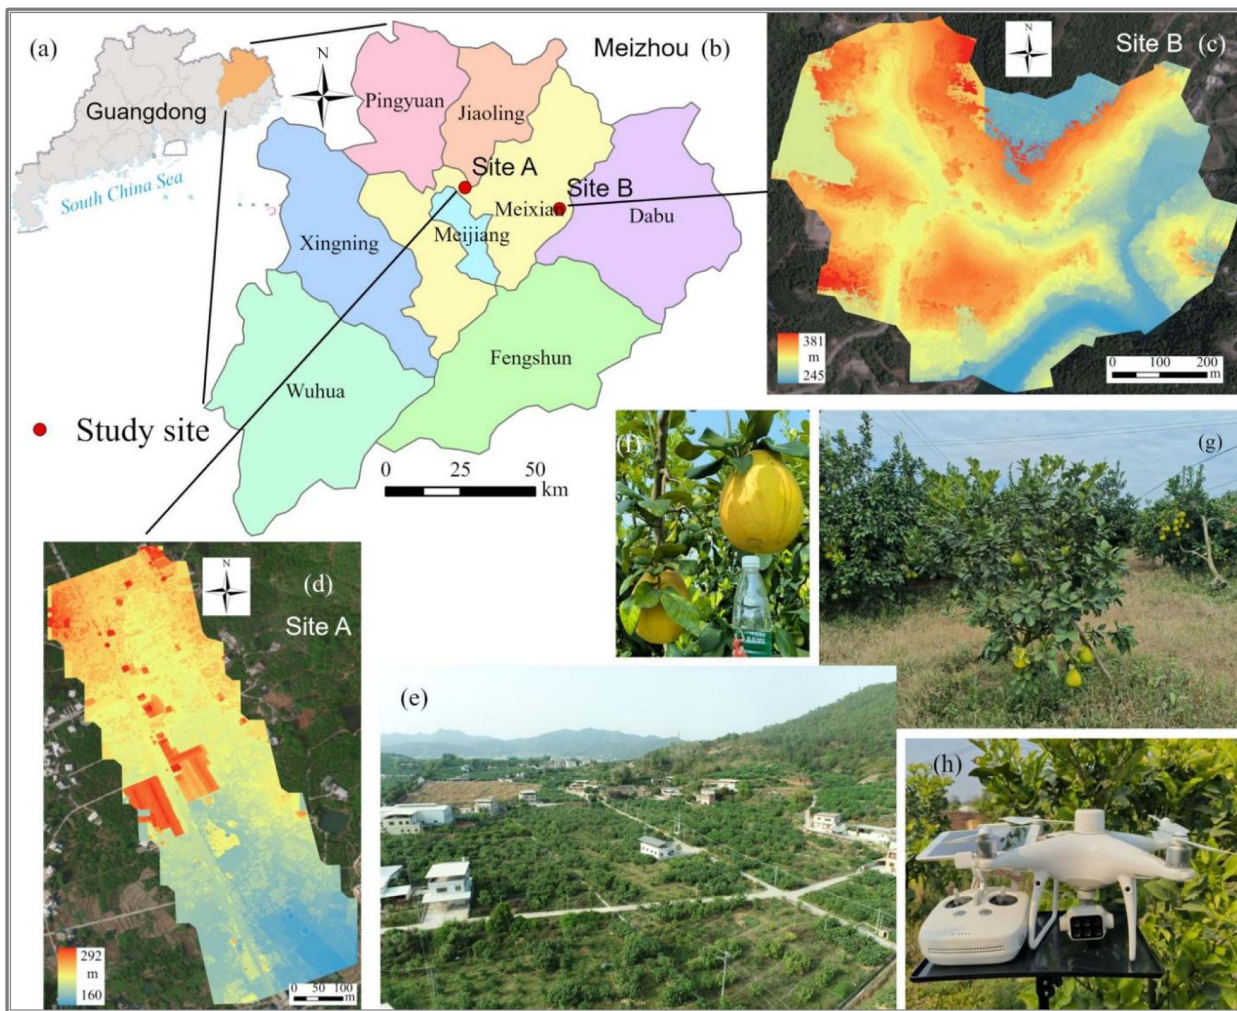 (a)
N
Meizhou
(b)
Site B
(c)
N
Guangdong
South China Sea
Pingyuan
Jiaoling
Site A
Site B
Meixian
Dabu
Meijiang
Xingning
Fengshun
Wuhua
Study site
0 25 50
km
381
m
245
0 100 200
m
(f)
(g)
N
(d)
Site A
292
m
160
0 50 100
m
(e)
(h)